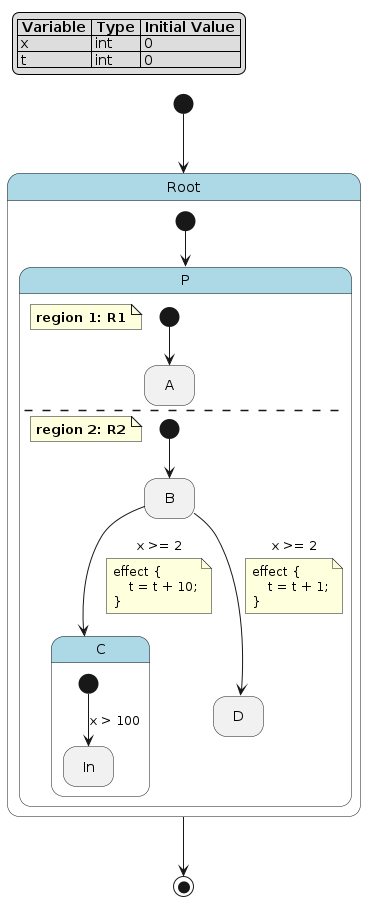 Variable Type Initial Value
x int 0
t int 0
Root
P
region 1: R1
A
region 2: R2
B
x >= 2
effect {
    t = t + 10;
}
x >= 2
effect {
    t = t + 1;
}
C
x > 100
In
D